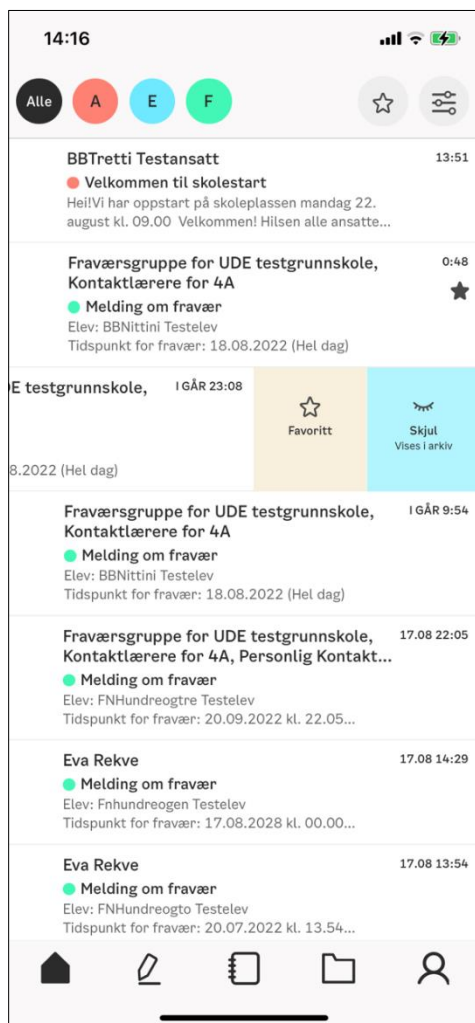 14:16
Alle A E F
BBTretti Testansatt 13:51
Velkommen til skolestart
Hei!Vi har oppstart på skoleplassen mandag 22.
august kl. 09.00 Velkommen! Hilsen alle ansatte...
Fraværsgruppe for UDE testgrunnskole, 0:48
Kontaktlærere for 4A
Melding om fravær
Elev: BBNittini Testelev
Tidspunkt for fravær: 18.08.2022 (Hel dag)
E testgrunnskole, I GÅR 23:08
Favoritt
Skjul
Vises i arkiv
8.2022 (Hel dag)
Fraværsgruppe for UDE testgrunnskole, I GÅR 9:54
Kontaktlærere for 4A
Melding om fravær
Elev: BBNittini Testelev
Tidspunkt for fravær: 18.08.2022 (Hel dag)
Fraværsgruppe for UDE testgrunnskole, 17.08 22:05
Kontaktlærere for 4A, Personlig Kontakt...
Melding om fravær
Elev: FNHundreogtre Testelev
Tidspunkt for fravær: 20.09.2022 kl. 22.05...
Eva Rekve 17.08 14:29
Melding om fravær
Elev: Fnhundreogen Testelev
Tidspunkt for fravær: 17.08.2028 kl. 00.00...
Eva Rekve 17.08 13:54
Melding om fravær
Elev: FNHundreogto Testelev
Tidspunkt for fravær: 20.07.2022 kl. 13.54...